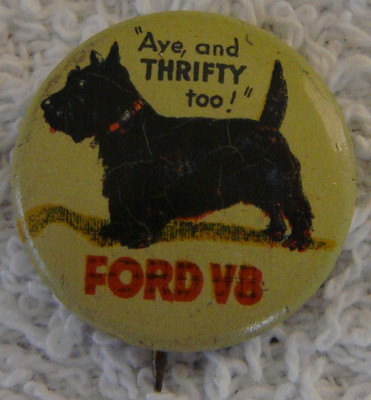 "Aye, and
THRIFTY
too!"
FORD V8